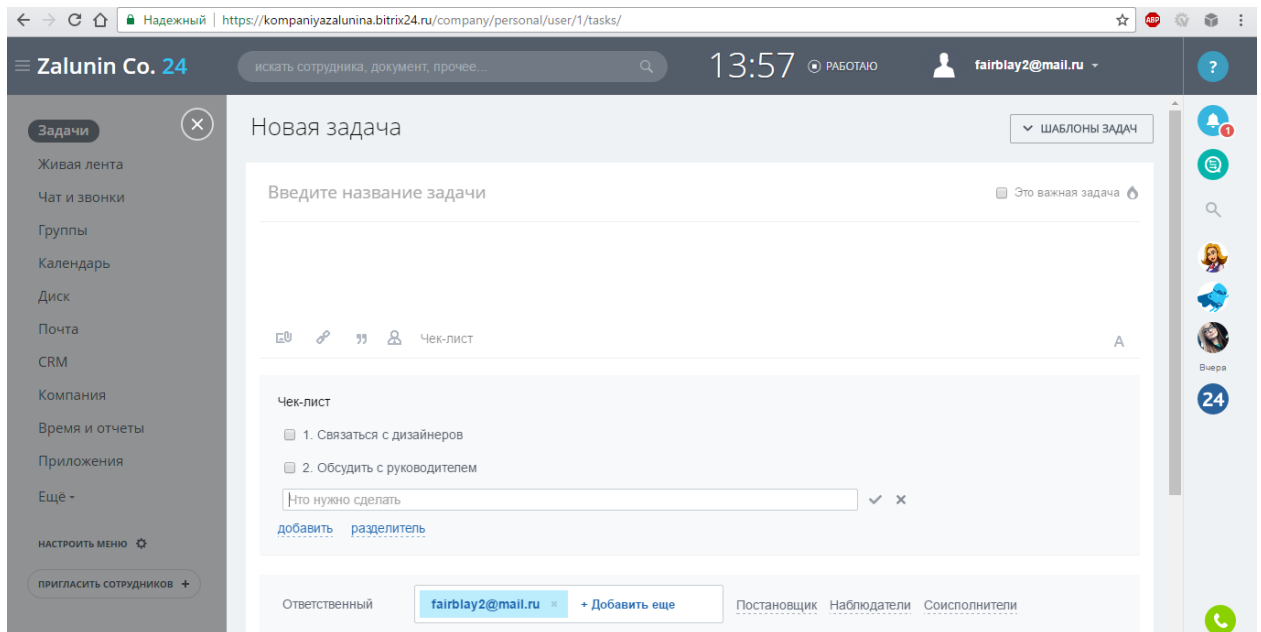 Надежный | https://kompaniyazalunina.bitrix24.ru/company/personal/user/1/tasks/ ABP
Zalunin Co. 24 искать сотрудника, документ, прочее... 13:57 РАБОТАЮ fairblay2@mail.ru ?
Задачи
Живая лента
Чат и звонки
Группы
Календарь
Диск
Почта
CRM
Компания
Время и отчеты
Приложения
Ещё
НАСТРОИТЬ МЕНЮ
ПРИГЛАСИТЬ СОТРУДНИКОВ +
Новая задача ШАБЛОНЫ ЗАДАЧ
Введите название задачи Это важная задача
Чек-лист A
Чек-лист
1. Связаться с дизайнеров
2. Обсудить с руководителем
Что нужно сделать
добавить разделитель
Ответственный fairblay2@mail.ru × + Добавить еще Постановщик Наблюдатели Соисполнители
1
Вчера
24